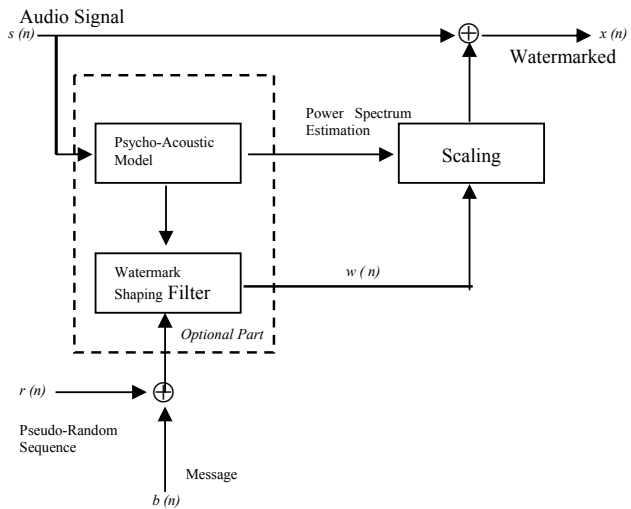 Audio Signal
s (n)
x (n)
Watermarked
Power Spectrum
Estimation
Psycho-Acoustic
Model
Scaling
Watermark
Shaping Filter
w ( n)
Optional Part
r (n)
Pseudo-Random
Sequence
Message
b (n)